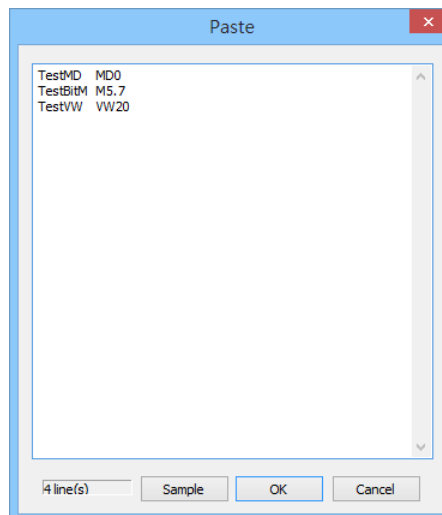 Paste
TestMD MD0
TestBitM M5.7
TestVW VW20
4 line(s) Sample OK Cancel